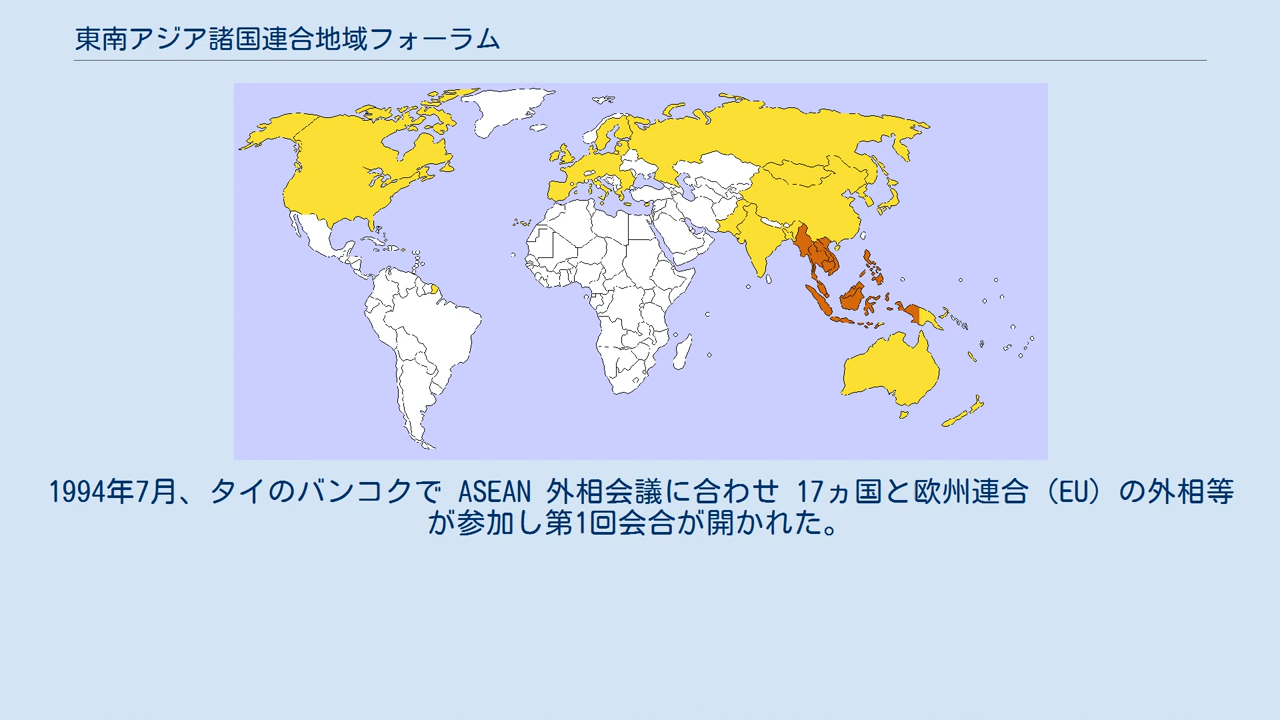 東南アジア諸国連合地域フォーラム
1994年7月、タイのバンコクで ASEAN 外相会議に合わせ 17ヵ国と欧州連合（EU）の外相等
が参加し第1回会合が開かれた。